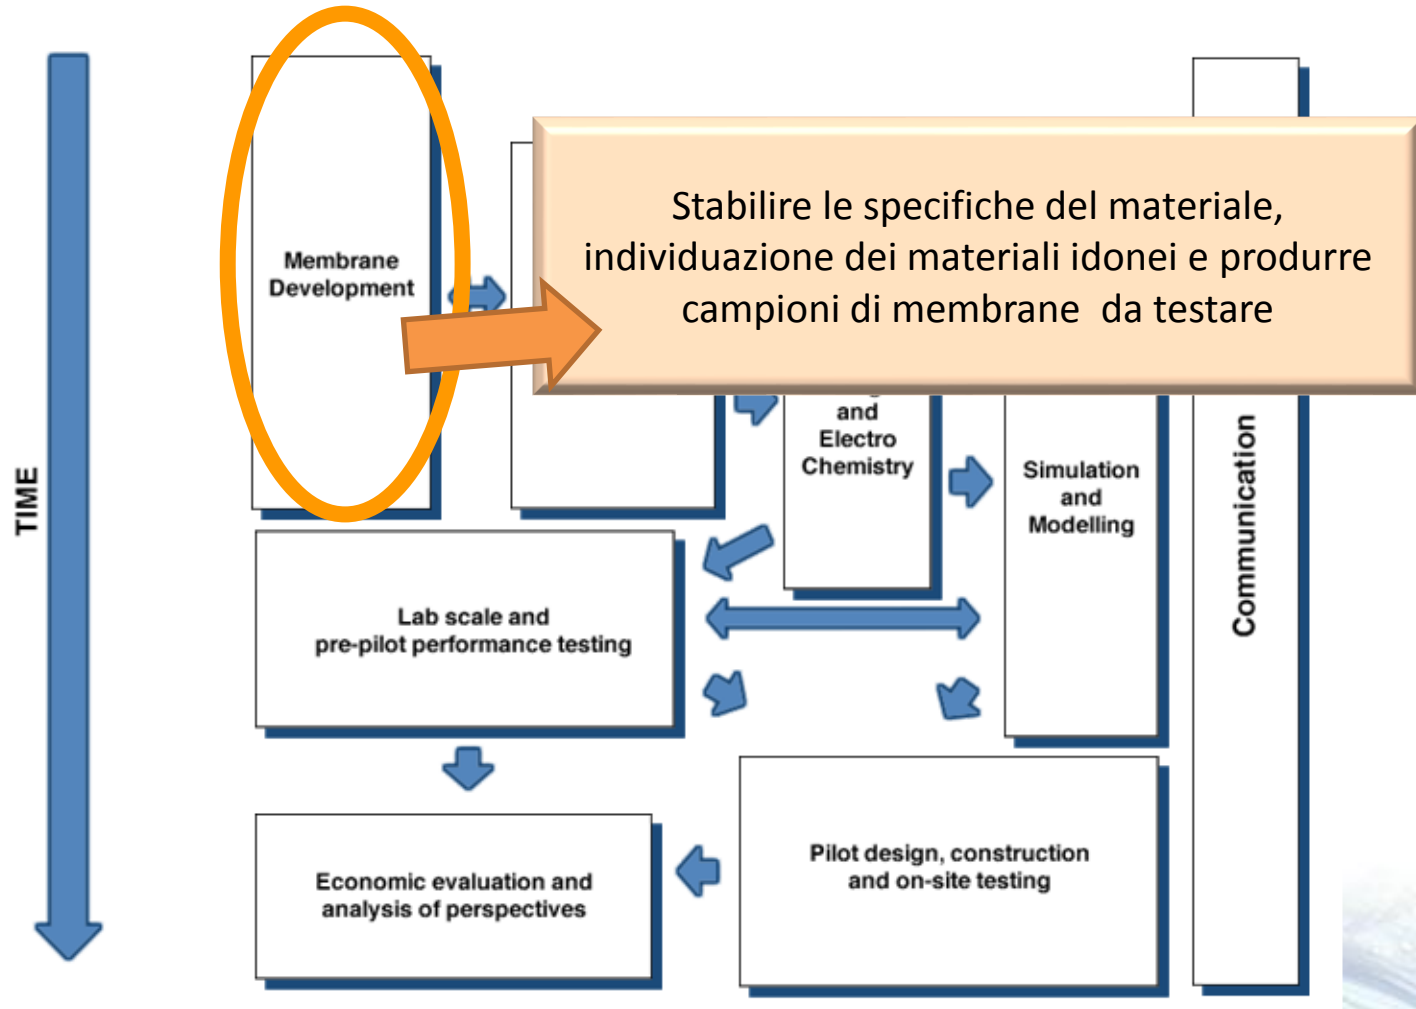 TIME
Membrane
Development
Stabilire le specifiche del materiale,
individuazione dei materiali idonei e produrre
campioni di membrane da testare
and
Electro
Chemistry
Simulation
and
Modelling
Communication
Lab scale and
pre-pilot performance testing
Pilot design, construction
and on-site testing
Economic evaluation and
analysis of perspectives